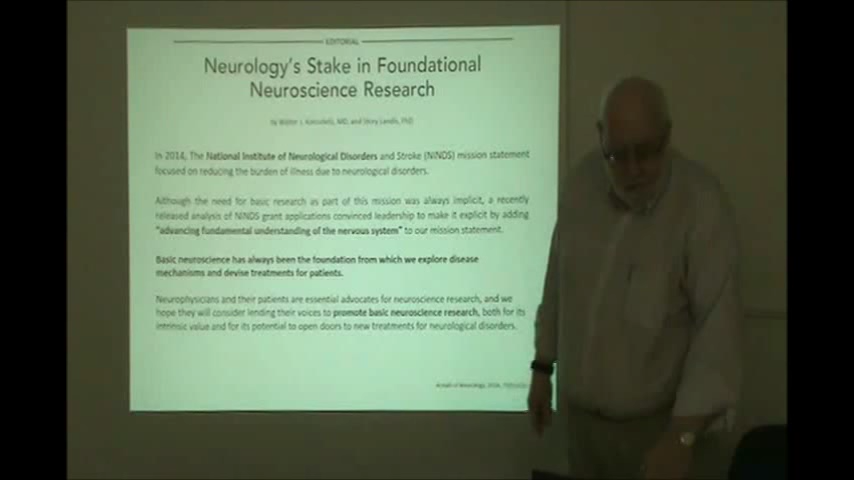 EDITORIAL
Neurology's Stake in Foundational
Neuroscience Research
In 2014, The National Institute of Neurological Disorders and Stroke (NINDS) mission statement
focused on reducing the burden of illness due to neurological disorders.
Although the need for basic research as part of this mission was always implicit, a recently
released analysis of NINDS grant applications convinced leadership to make it explicit by adding
"advancing fundamental understanding of the nervous system" to our mission statement.
Basic neuroscience has always been the foundation from which we explore disease
mechanisms and devise treatments for patients.
Neurophysicians and their patients are essential advocates for neuroscience research, and we
hope they will consider lending their voices to promote basic neuroscience research, both for its
intrinsic value and for its potential to open doors to new treatments for neurological disorders.